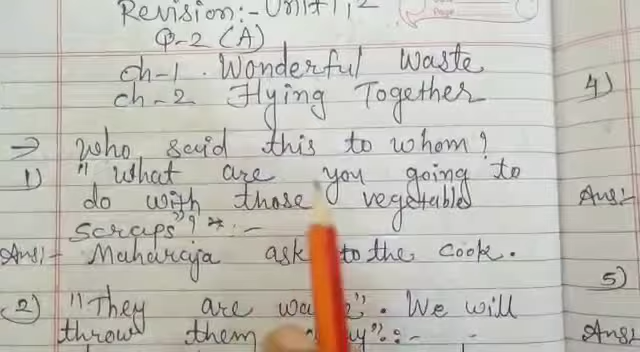 Revision:- Unit 1, 2
Page
Q-2 (A)
Ch-1. Wonderful Waste
Ch-2 Flying Together
→ Who said this to whom?
1) "What are you going to
do with those vegetable
scraps"? * :-
Ans:- Maharaja ask to the cook.
2) "They are". We will
throw them :-
4)
Ans:-
5)
Ans: